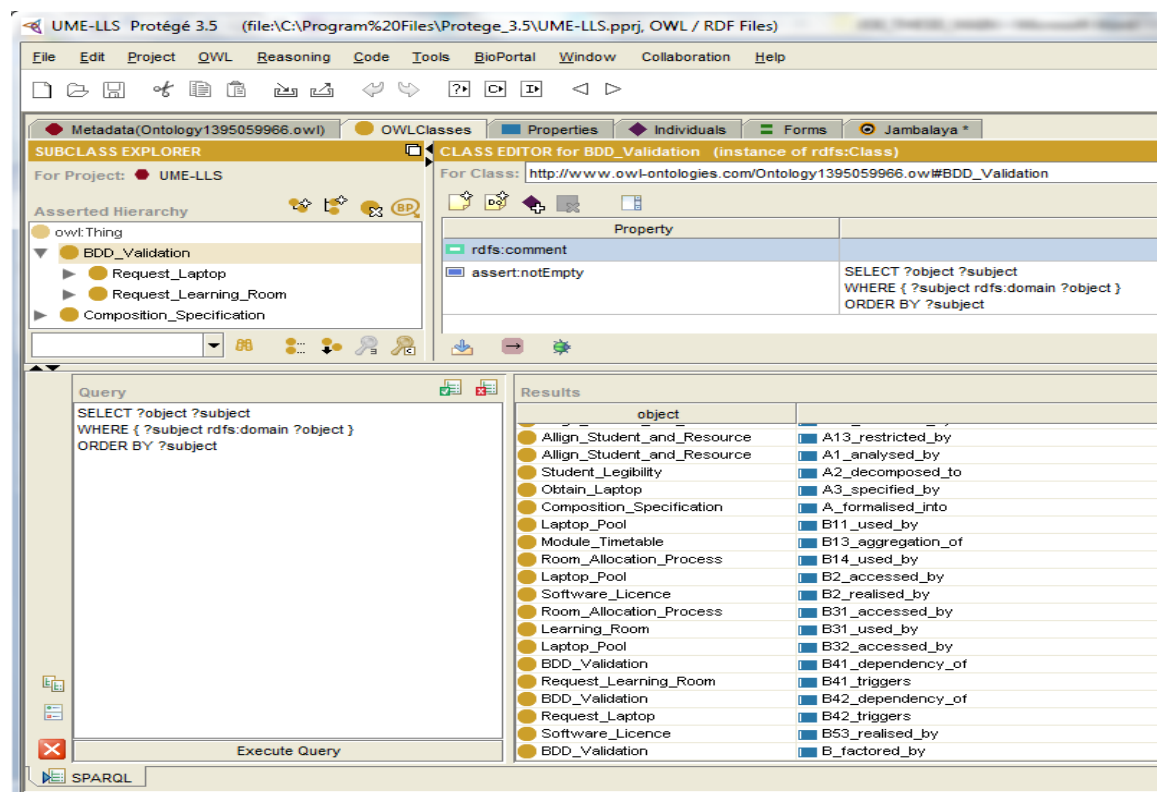 UME-LLS Protégé 3.5 (file:\C:\Program%20Files\Protege_3.5\UME-LLS.pprj, OWL / RDF Files)
File Edit Project OWL Reasoning Code Tools BioPortal Window Collaboration Help
Metadata(Ontology1395059966.owl) OWLClasses Properties Individuals Forms Jambalaya *
SUBCLASS EXPLORER
For Project: UME-LLS
Asserted Hierarchy
BP
owl:Thing
BDD_Validation
Request_Laptop
Request_Learning_Room
Composition_Specification
CLASS EDITOR for BDD_Validation (instance of rdfs:Class)
For Class: http://www.owl-ontologies.com/Ontology1395059966.owl#BDD_Validation
Property
rdfs:comment
assert:notEmpty SELECT ?object ?subject
WHERE { ?subject rdfs:domain ?object }
ORDER BY ?subject
Query
SELECT ?object ?subject
WHERE { ?subject rdfs:domain ?object }
ORDER BY ?subject
Execute Query
Results
object
Allign_Student_and_Resource A13_restricted_by
Allign_Student_and_Resource A1_analysed_by
Student_Legibility A2_decomposed_to
Obtain_Laptop A3_specified_by
Composition_Specification A_formalised_into
Laptop_Pool B11_used_by
Module_Timetable B13_aggregation_of
Room_Allocation_Process B14_used_by
Laptop_Pool B2_accessed_by
Software_Licence B2_realised_by
Room_Allocation_Process B31_accessed_by
Learning_Room B31_used_by
Laptop_Pool B32_accessed_by
BDD_Validation B41_dependency_of
Request_Learning_Room B41_triggers
BDD_Validation B42_dependency_of
Request_Laptop B42_triggers
Software_Licence B53_realised_by
BDD_Validation B_factored_by
SPARQL